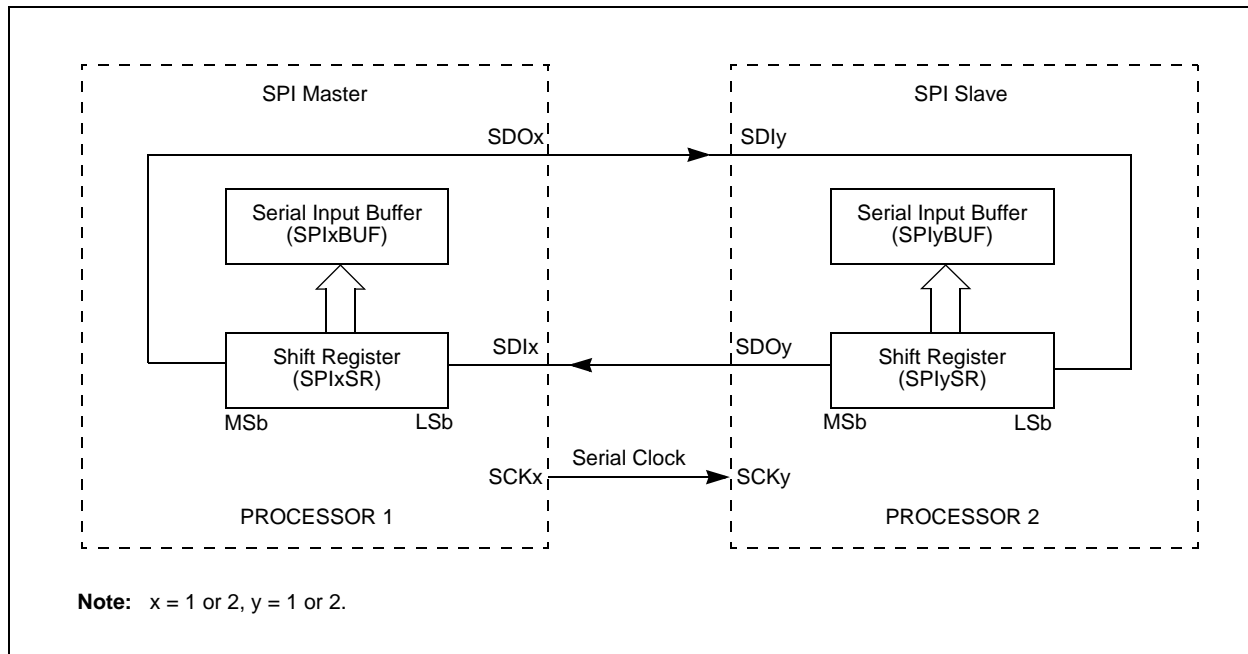 SPI Master
SPI Slave
SDOx
SDIy
Serial Input Buffer
(SPIxBUF)
Serial Input Buffer
(SPIyBUF)
Shift Register
(SPIxSR)
SDIx
SDOy
Shift Register
(SPIySR)
MSb
LSb
MSb
LSb
Serial Clock
SCKx
SCKy
PROCESSOR 1
PROCESSOR 2
Note: x = 1 or 2, y = 1 or 2.